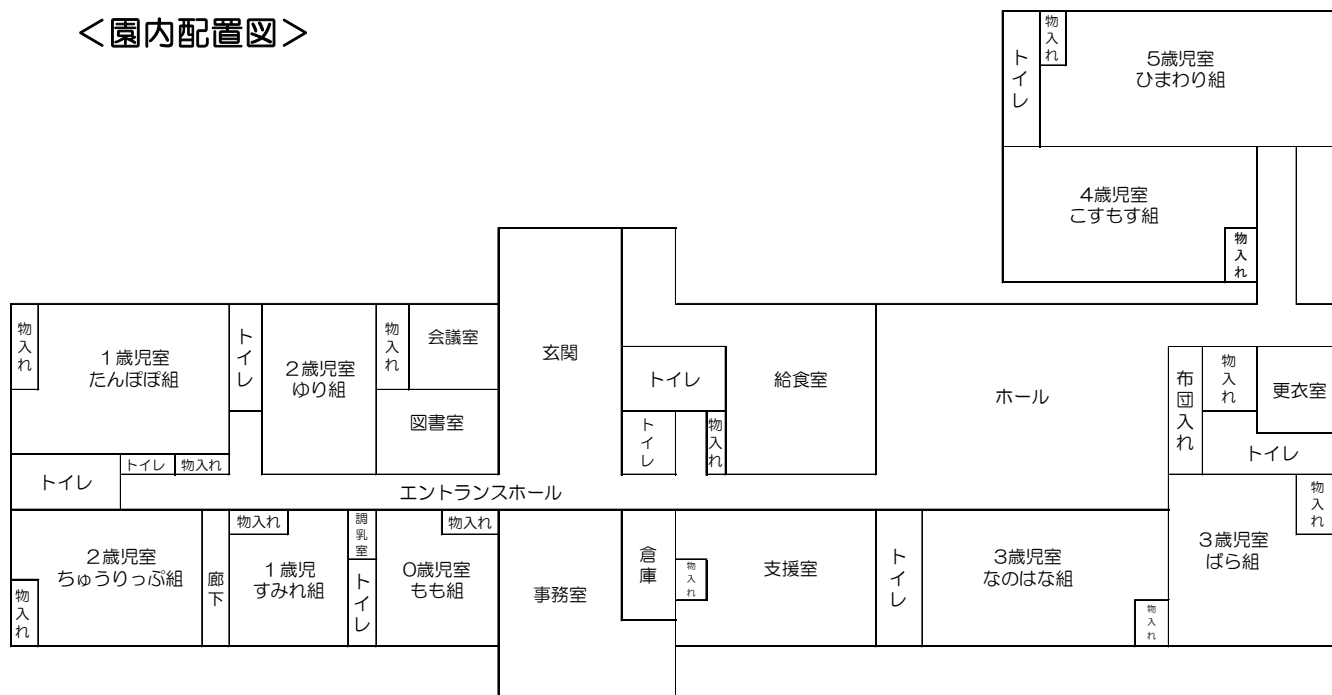 ＜園内配置図＞
物入れ
トイレ
5歳児室
ひまわり組
4歳児室
こすもす組
物入れ
物入れ
1歳児室
たんぽぽ組
トイレ
2歳児室
ゆり組
物入れ
会議室
図書室
玄関
トイレ
トイレ
物入れ
給食室
ホール
布団入れ
物入れ
更衣室
トイレ
トイレ
トイレ
物入れ
エントランスホール
2歳児室
ちゅうりっぷ組
物入れ
廊下
物入れ
1歳児
すみれ組
調乳室
トイレ
物入れ
0歳児室
もも組
事務室
倉庫
物入れ
支援室
トイレ
3歳児室
なのはな組
物入れ
3歳児室
ばら組
物入れ